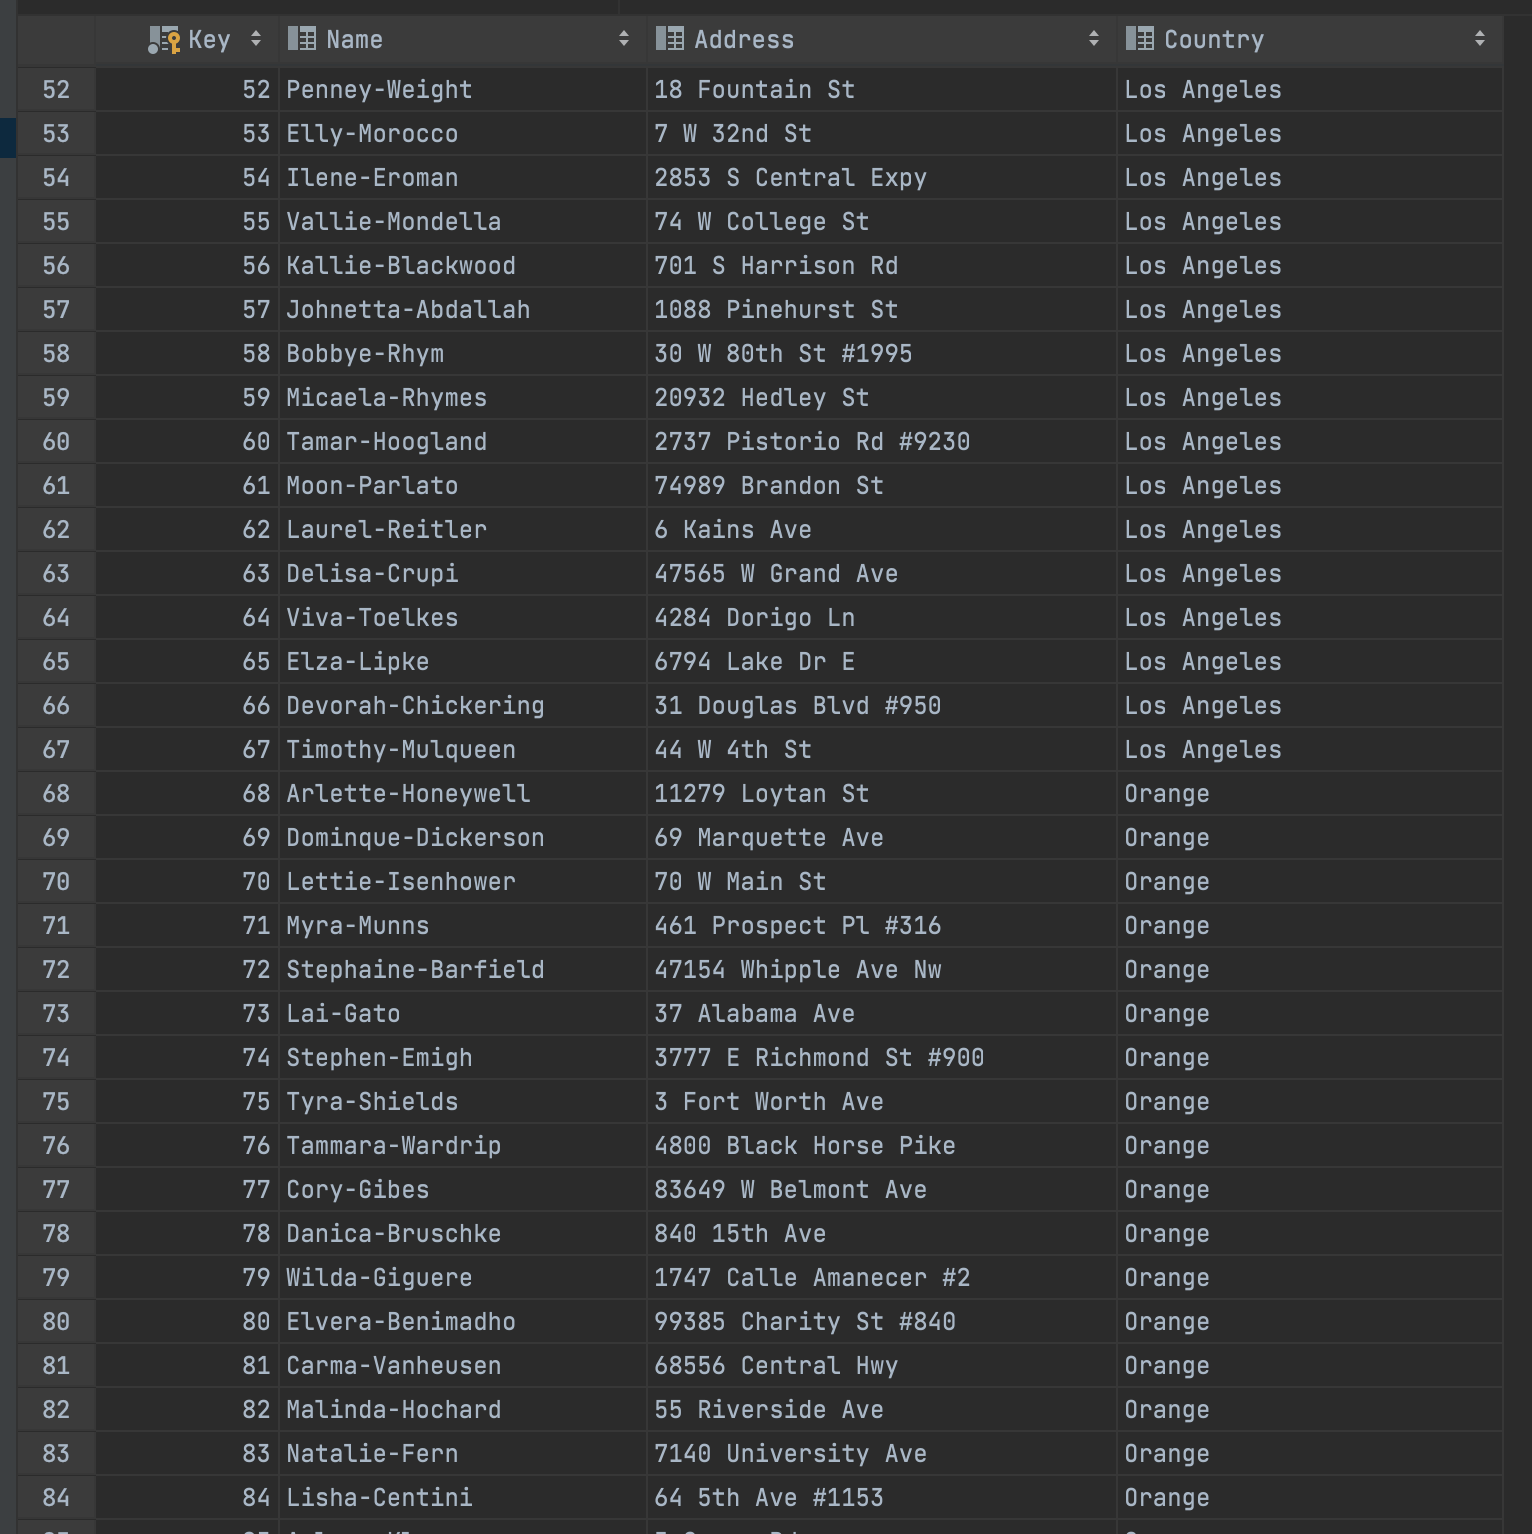 Key Name Address Country
52 52 Penney-Weight 18 Fountain St Los Angeles
53 53 Elly-Morocco 7 W 32nd St Los Angeles
54 54 Ilene-Eroman 2853 S Central Expy Los Angeles
55 55 Vallie-Mondella 74 W College St Los Angeles
56 56 Kallie-Blackwood 701 S Harrison Rd Los Angeles
57 57 Johnetta-Abdallah 1088 Pinehurst St Los Angeles
58 58 Bobbye-Rhym 30 W 80th St #1995 Los Angeles
59 59 Micaela-Rhymes 20932 Hedley St Los Angeles
60 60 Tamar-Hoogland 2737 Pistorio Rd #9230 Los Angeles
61 61 Moon-Parlato 74989 Brandon St Los Angeles
62 62 Laurel-Reitler 6 Kains Ave Los Angeles
63 63 Delisa-Crupi 47565 W Grand Ave Los Angeles
64 64 Viva-Toelkes 4284 Dorigo Ln Los Angeles
65 65 Elza-Lipke 6794 Lake Dr E Los Angeles
66 66 Devorah-Chickering 31 Douglas Blvd #950 Los Angeles
67 67 Timothy-Mulqueen 44 W 4th St Los Angeles
68 68 Arlette-Honeywell 11279 Loytan St Orange
69 69 Dominque-Dickerson 69 Marquette Ave Orange
70 70 Lettie-Isenhower 70 W Main St Orange
71 71 Myra-Munns 461 Prospect Pl #316 Orange
72 72 Stephaine-Barfield 47154 Whipple Ave Nw Orange
73 73 Lai-Gato 37 Alabama Ave Orange
74 74 Stephen-Emigh 3777 E Richmond St #900 Orange
75 75 Tyra-Shields 3 Fort Worth Ave Orange
76 76 Tammara-Wardrip 4800 Black Horse Pike Orange
77 77 Cory-Gibes 83649 W Belmont Ave Orange
78 78 Danica-Bruschke 840 15th Ave Orange
79 79 Wilda-Giguere 1747 Calle Amanecer #2 Orange
80 80 Elvera-Benimadho 99385 Charity St #840 Orange
81 81 Carma-Vanheusen 68556 Central Hwy Orange
82 82 Malinda-Hochard 55 Riverside Ave Orange
83 83 Natalie-Fern 7140 University Ave Orange
84 84 Lisha-Centini 64 5th Ave #1153 Orange